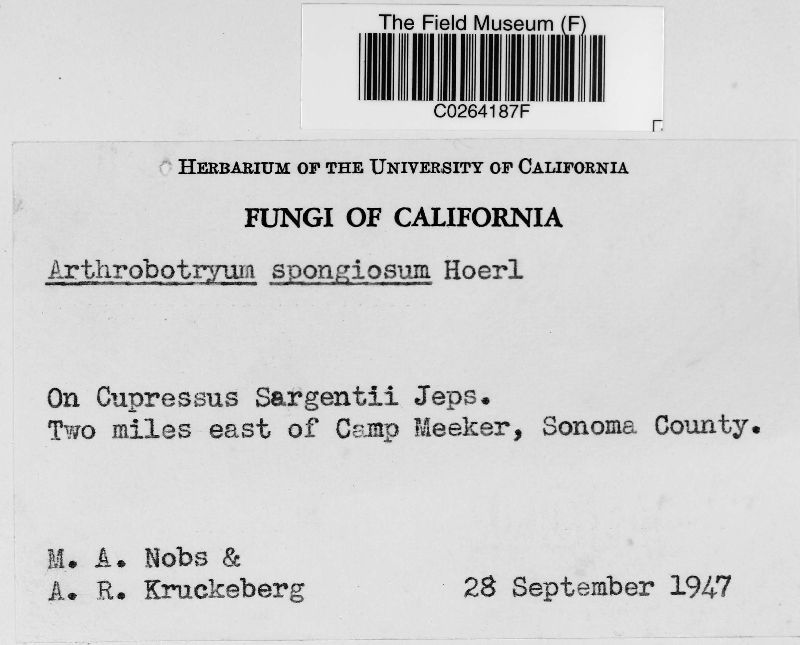 The Field Museum (F)
C0264187F
HERBARIUM OF THE UNIVERSITY OF CALIFORNIA
FUNGI OF CALIFORNIA
Arthrobotryum spongiosum Hoerl
On Cupressus Sargentii Jeps.
Two miles east of Camp Meeker, Sonoma County.
M. A. Nobs &
A. R. Kruckeberg 28 September 1947